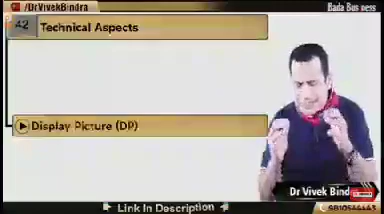 /DrVivekBindra
Bada Business
42 Technical Aspects
Display Picture (DP)
Dr Vivek Bind
Link In Description